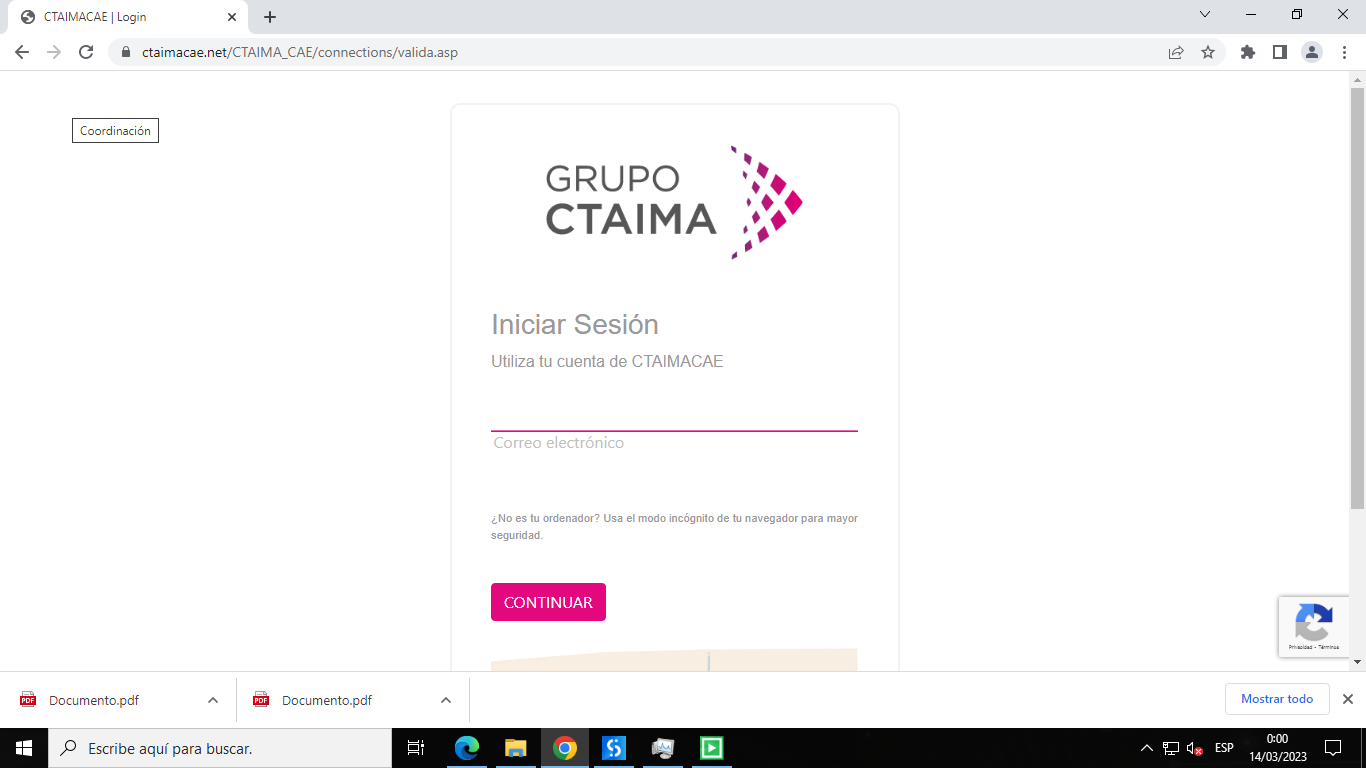 CTAIMACAE | Login
ctaimacae.net/CTAIMA_CAE/connections/valida.asp
Coordinación
GRUPO
CTAIMA
Iniciar Sesión
Utiliza tu cuenta de CTAIMACAE
Correo electrónico
¿No es tu ordenador? Usa el modo incógnito de tu navegador para mayor
seguridad.
CONTINUAR
Privacidad - Términos
Documento.pdf
Documento.pdf
Mostrar todo
Escribe aquí para buscar.
ESP
0:00
14/03/2023